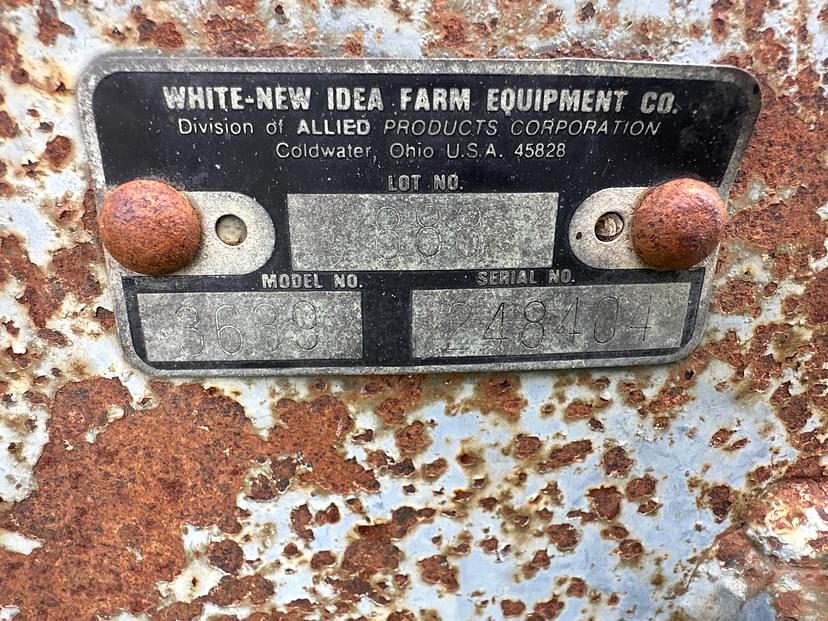 WHITE-NEW IDEA FARM EQUIPMENT CO.
Division of ALLIED PRODUCTS CORPORATION
Coldwater, Ohio U.S.A. 45828
LOT NO.
388
MODEL NO. SERIAL NO.
3639 248404